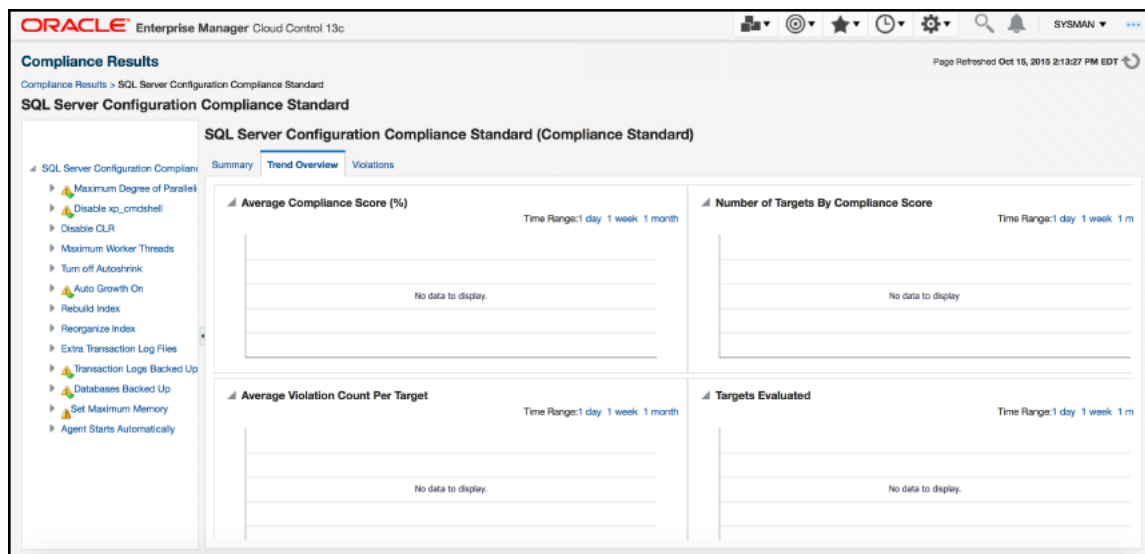 ORACLE Enterprise Manager Cloud Control 13c
SYSMAN
Compliance Results
Page Refreshed Oct 15, 2015 2:13:27 PM EDT
Compliance Results > SQL Server Configuration Compliance Standard
SQL Server Configuration Compliance Standard
SQL Server Configuration Complian
Maximum Degree of Paralleli
Disable xp_cmdshell
Disable CLR
Maximum Worker Threads
Turn off Autoshrink
Auto Growth On
Rebuild Index
Reorganize Index
Extra Transaction Log Files
Transaction Logs Backed Up
Databases Backed Up
Set Maximum Memory
Agent Starts Automatically
SQL Server Configuration Compliance Standard (Compliance Standard)
Summary Trend Overview Violations
Average Compliance Score (%)
Time Range:1 day 1 week 1 month
No data to display.
Number of Targets By Compliance Score
Time Range:1 day 1 week 1 m
No data to display
Average Violation Count Per Target
Time Range:1 day 1 week 1 month
No data to display.
Targets Evaluated
Time Range:1 day 1 week 1 m
No data to display.